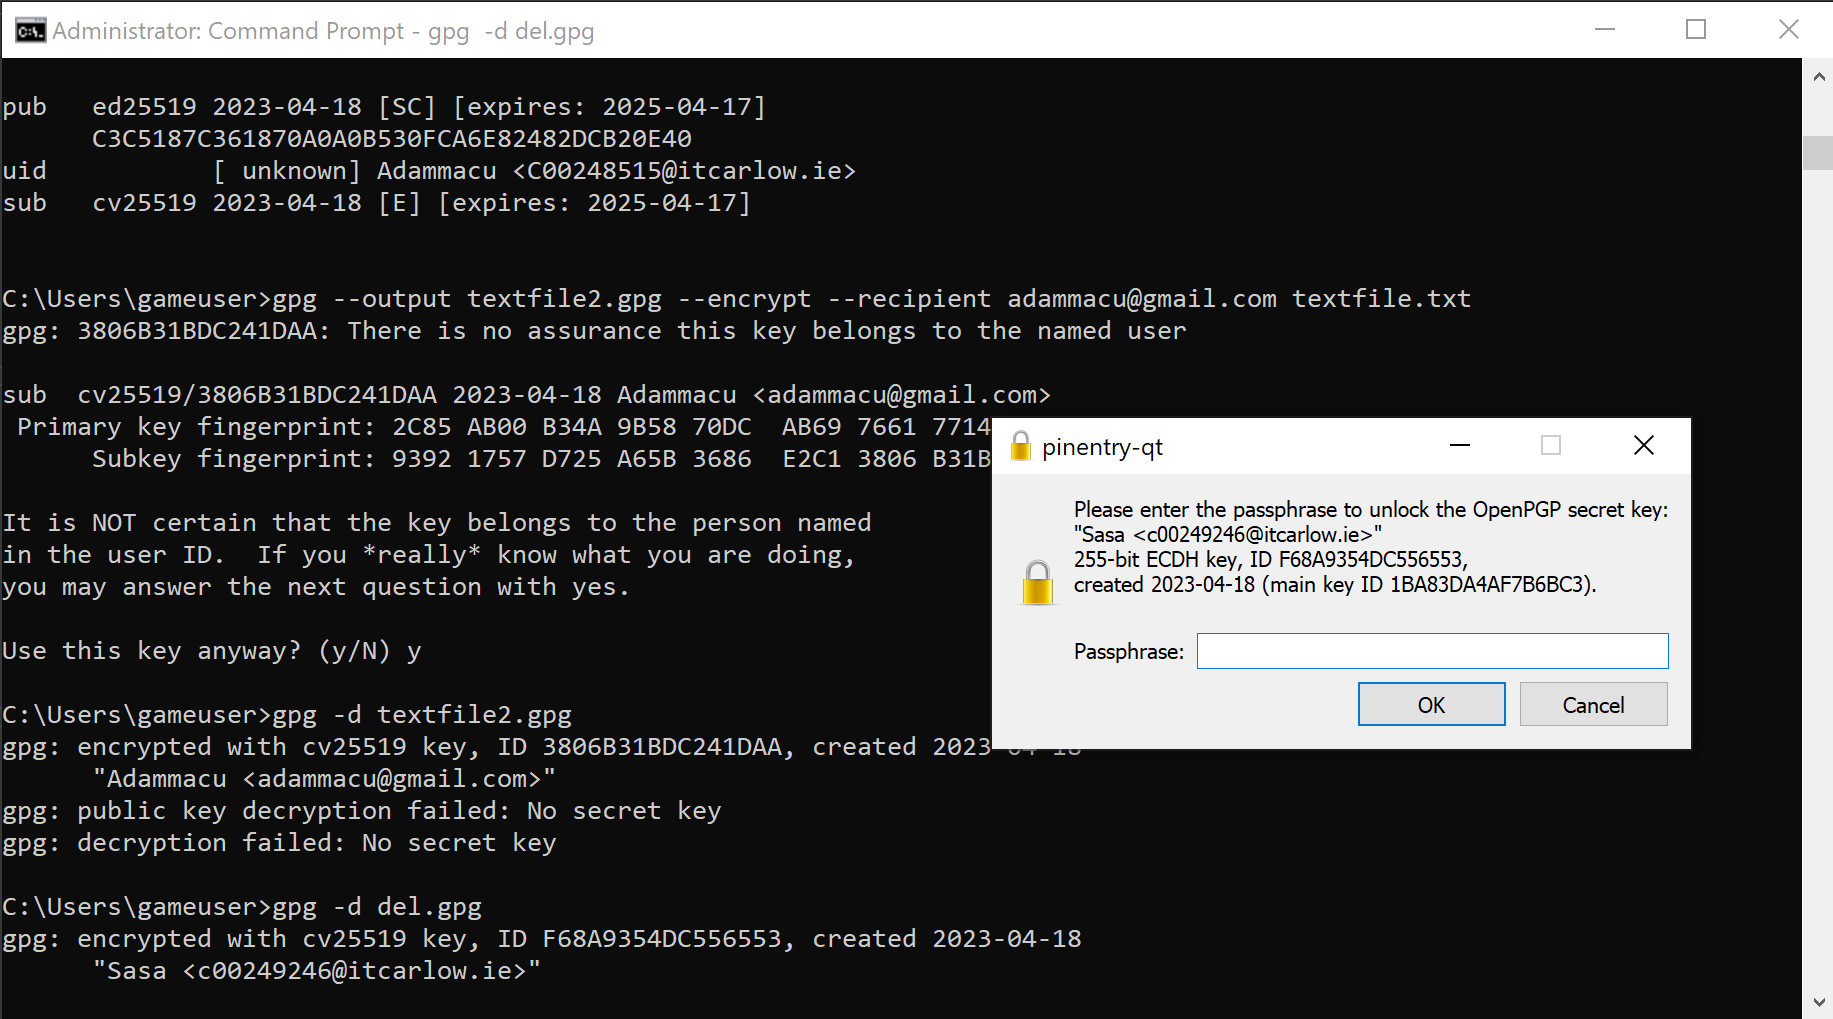 Administrator: Command Prompt - gpg  -d del.gpg
pub   ed25519 2023-04-18 [SC] [expires: 2025-04-17]
      C3C5187C361870A0A0B530FCA6E82482DCB20E40
uid           [ unknown] Adammacu <C00248515@itcarlow.ie>
sub   cv25519 2023-04-18 [E] [expires: 2025-04-17]
C:\Users\gameuser>gpg --output textfile2.gpg --encrypt --recipient adammacu@gmail.com textfile.txt
gpg: 3806B31BDC241DAA: There is no assurance this key belongs to the named user
sub  cv25519/3806B31BDC241DAA 2023-04-18 Adammacu <adammacu@gmail.com>
 Primary key fingerprint: 2C85 AB00 B34A 9B58 70DC  AB69 7661 7714
      Subkey fingerprint: 9392 1757 D725 A65B 3686  E2C1 3806 B31B
It is NOT certain that the key belongs to the person named
in the user ID.  If you *really* know what you are doing,
you may answer the next question with yes.
Use this key anyway? (y/N) y
C:\Users\gameuser>gpg -d textfile2.gpg
gpg: encrypted with cv25519 key, ID 3806B31BDC241DAA, created 2023-04-18
      "Adammacu <adammacu@gmail.com>"
gpg: public key decryption failed: No secret key
gpg: decryption failed: No secret key
C:\Users\gameuser>gpg -d del.gpg
gpg: encrypted with cv25519 key, ID F68A9354DC556553, created 2023-04-18
      "Sasa <c00249246@itcarlow.ie>"
pinentry-qt
Please enter the passphrase to unlock the OpenPGP secret key:
"Sasa <c00249246@itcarlow.ie>"
255-bit ECDH key, ID F68A9354DC556553,
created 2023-04-18 (main key ID 1BA83DA4AF7B6BC3).
Passphrase:
OK
Cancel